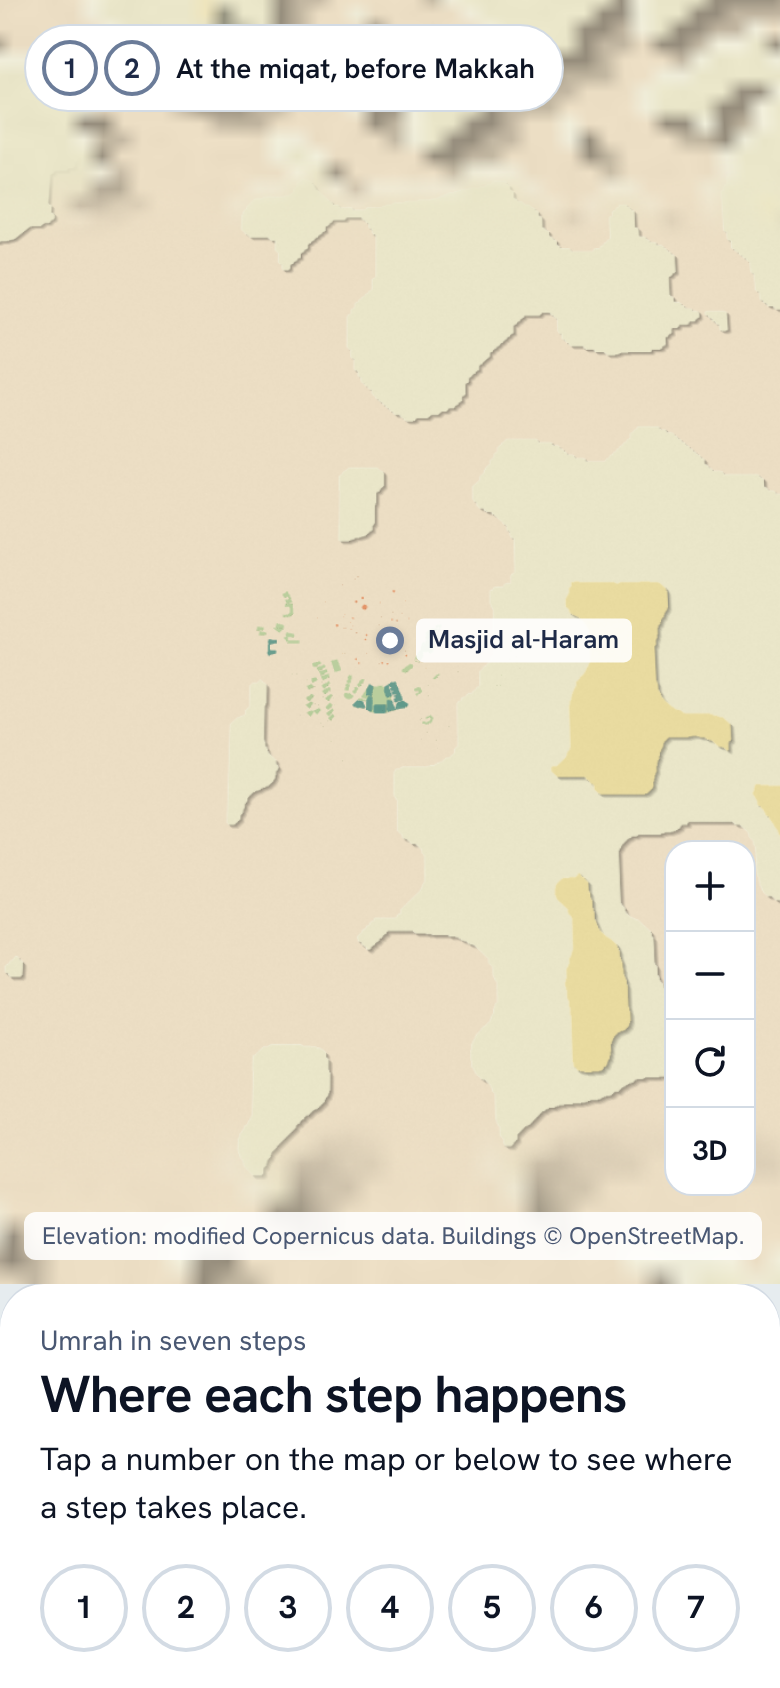 1 2 At the miqat, before Makkah
Masjid al-Haram
3D
Elevation: modified Copernicus data. Buildings © OpenStreetMap.
Umrah in seven steps
Where each step happens
Tap a number on the map or below to see where
a step takes place.
1 2 3 4 5 6 7